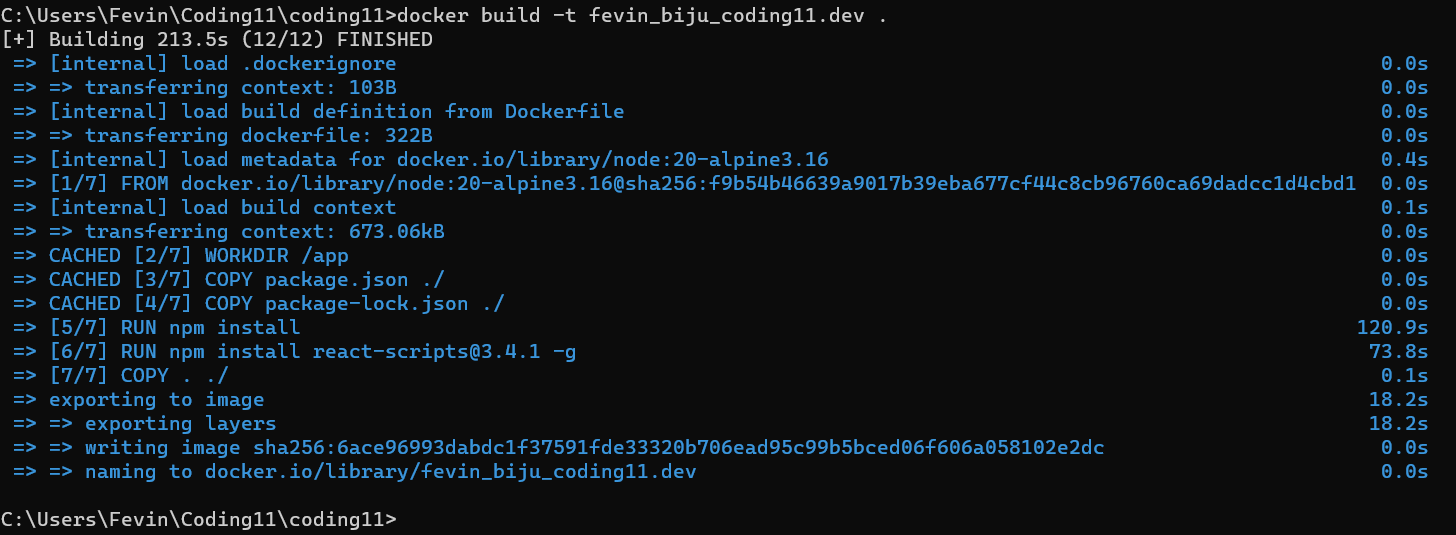 C:\Users\Fevin\Coding11\coding11>docker build -t fevin_biju_coding11.dev .
[+] Building 213.5s (12/12) FINISHED
=> [internal] load .dockerignore 0.0s
=> => transferring context: 103B 0.0s
=> [internal] load build definition from Dockerfile 0.0s
=> => transferring dockerfile: 322B 0.0s
=> [internal] load metadata for docker.io/library/node:20-alpine3.16 0.4s
=> [1/7] FROM docker.io/library/node:20-alpine3.16@sha256:f9b54b46639a9017b39eba677cf44c8cb96760ca69dadcc1d4cbd1 0.0s
=> [internal] load build context 0.1s
=> => transferring context: 673.06kB 0.0s
=> CACHED [2/7] WORKDIR /app 0.0s
=> CACHED [3/7] COPY package.json ./ 0.0s
=> CACHED [4/7] COPY package-lock.json ./ 0.0s
=> [5/7] RUN npm install 120.9s
=> [6/7] RUN npm install react-scripts@3.4.1 -g 73.8s
=> [7/7] COPY . ./ 0.1s
=> exporting to image 18.2s
=> => exporting layers 18.2s
=> => writing image sha256:6ace96993dabdc1f37591fde33320b706ead95c99b5bced06f606a058102e2dc 0.0s
=> => naming to docker.io/library/fevin_biju_coding11.dev 0.0s
C:\Users\Fevin\Coding11\coding11>